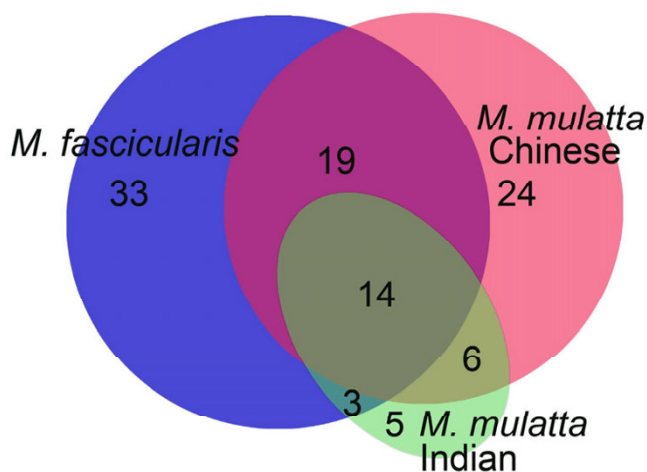 M. fascicularis
33
19
M. mulatta
Chinese
24
14
6
3
5 M. mulatta
Indian